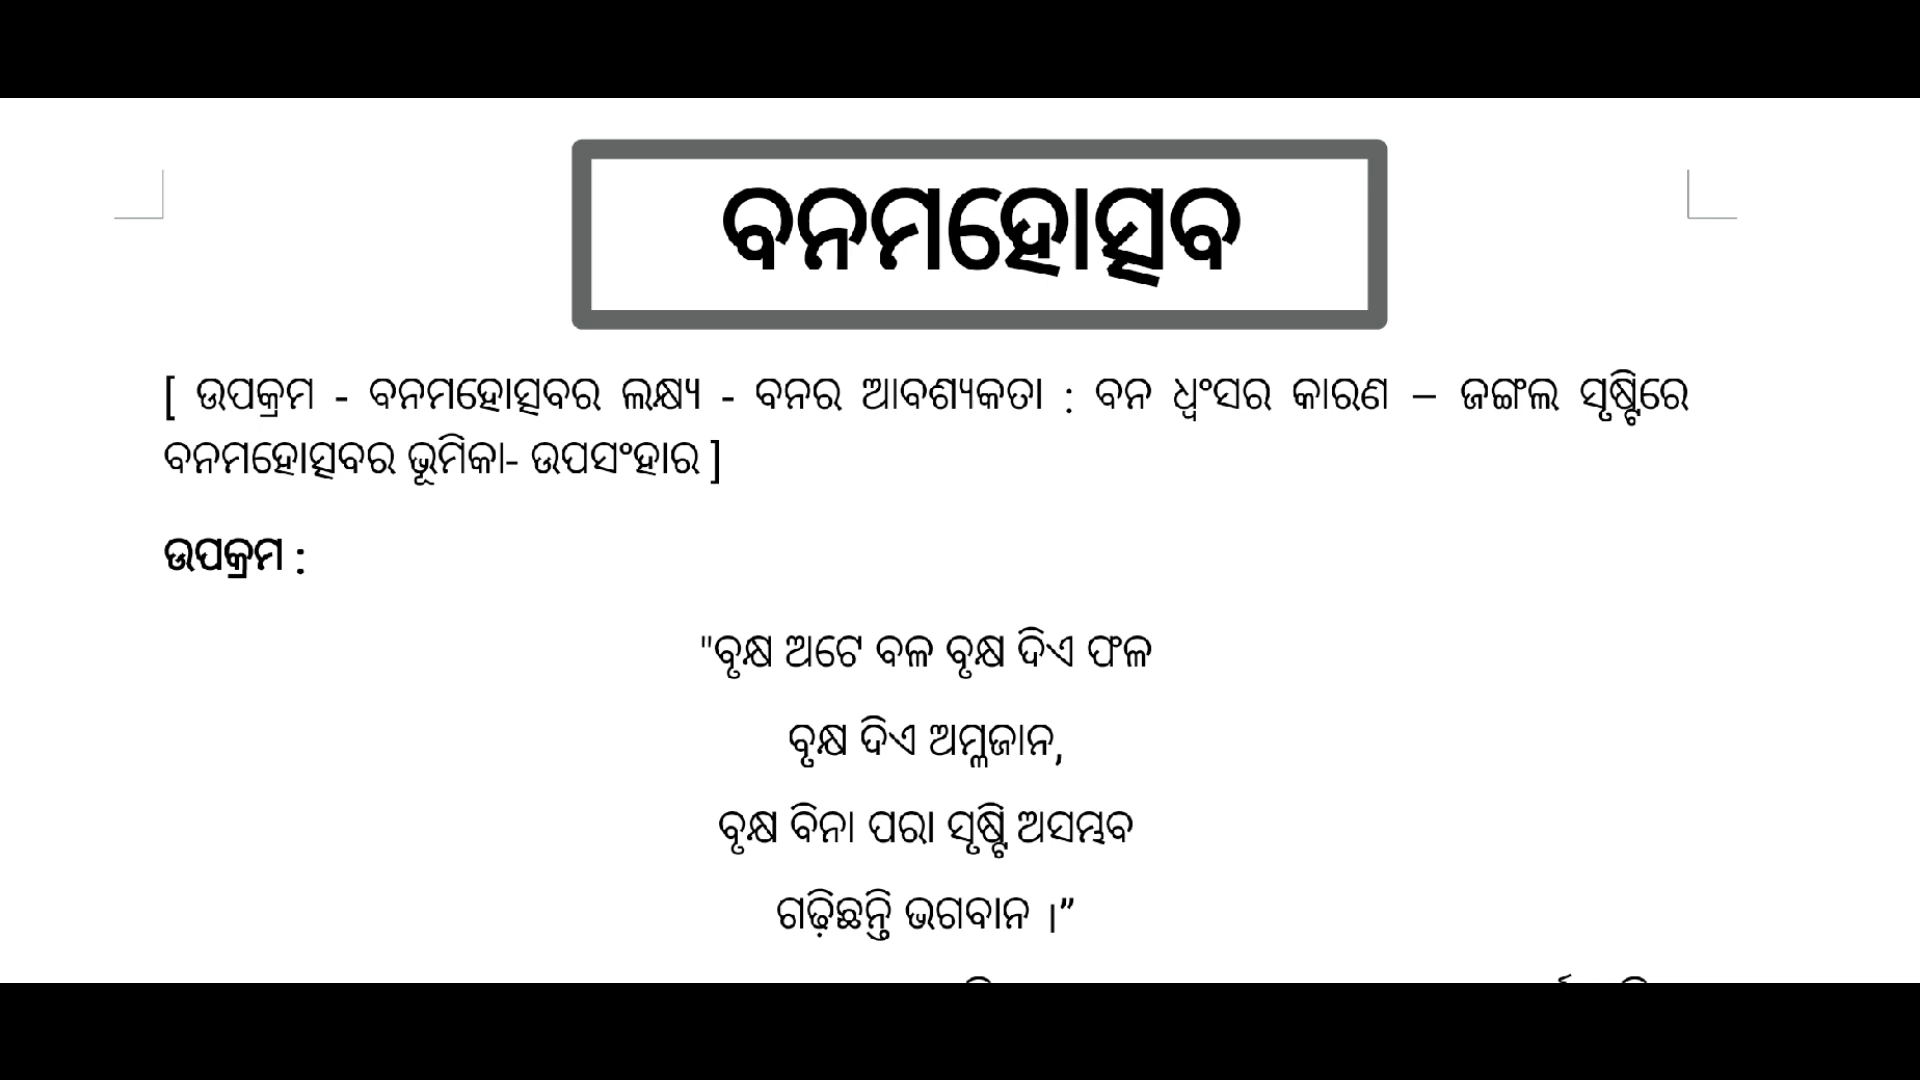 ବନମହୋତ୍ସବ
[ ଉପକ୍ରମ - ବନମହୋତ୍ସବର ଲକ୍ଷ୍ୟ - ବନର ଆବଶ୍ୟକତା : ବନ ଧ୍ୱଂସର କାରଣ – ଜଙ୍ଗଲ ସୃଷ୍ଟିରେ
ବନମହୋତ୍ସବର ଭୂମିକା- ଉପସଂହାର ]
ଉପକ୍ରମ :
"ବୃକ୍ଷ ଅଟେ ବଳ ବୃକ୍ଷ ଦିଏ ଫଳ
ବୃକ୍ଷ ଦିଏ ଅମ୍ଳଜାନ,
ବୃକ୍ଷ ବିନା ପରା ସୃଷ୍ଟି ଅସମ୍ଭବ
ଗଢ଼ିଛନ୍ତି ଭଗବାନ ।”